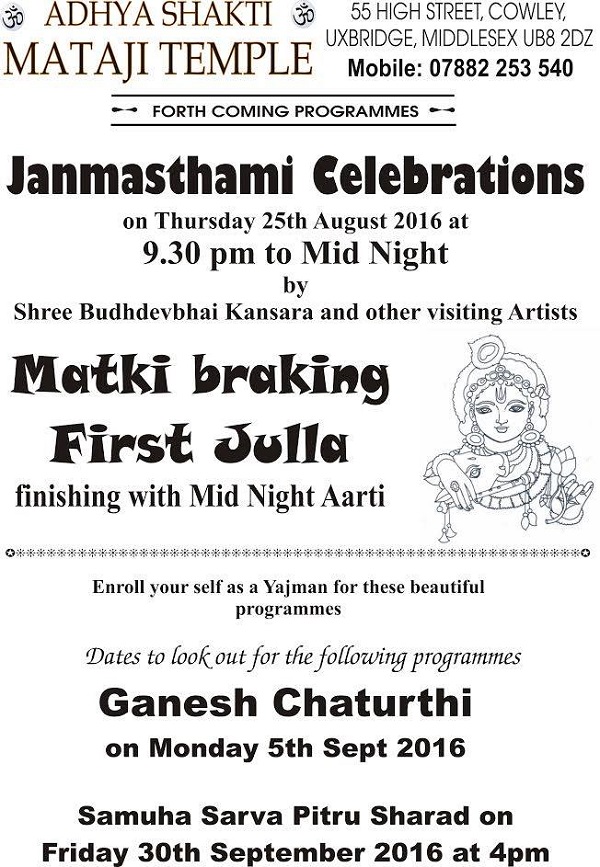 ॐ ADHYA SHAKTI ॐ
MATAJI TEMPLE
55 HIGH STREET, COWLEY,
UXBRIDGE, MIDDLESEX UB8 2DZ
Mobile: 07882 253 540
FORTH COMING PROGRAMMES
Janmasthami Celebrations
on Thursday 25th August 2016 at
9.30 pm to Mid Night
by
Shree Budhdevbhai Kansara and other visiting Artists
Matki braking
First Julla
finishing with Mid Night Aarti
Enroll your self as a Yajman for these beautiful
programmes
Dates to look out for the following programmes
Ganesh Chaturthi
on Monday 5th Sept 2016
Samuha Sarva Pitru Sharad on
Friday 30th September 2016 at 4pm